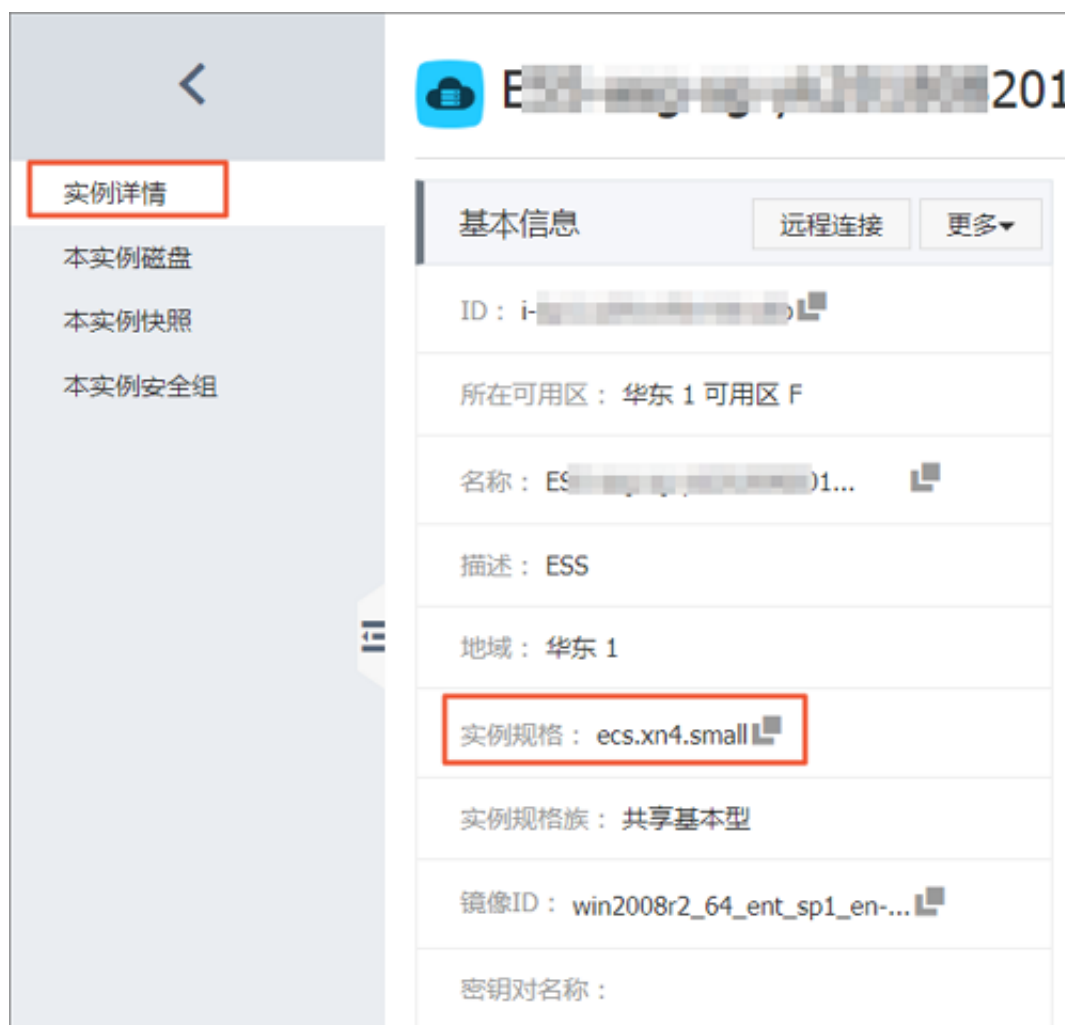 E 201
实例详情
本实例磁盘
本实例快照
本实例安全组
基本信息
远程连接
更多
ID： i-
所在可用区： 华东 1 可用区 F
名称： ES 01...
描述： ESS
地域： 华东 1
实例规格： ecs.xn4.small
实例规格族： 共享基本型
镜像ID： win2008r2_64_ent_sp1_en-...
密钥对名称：